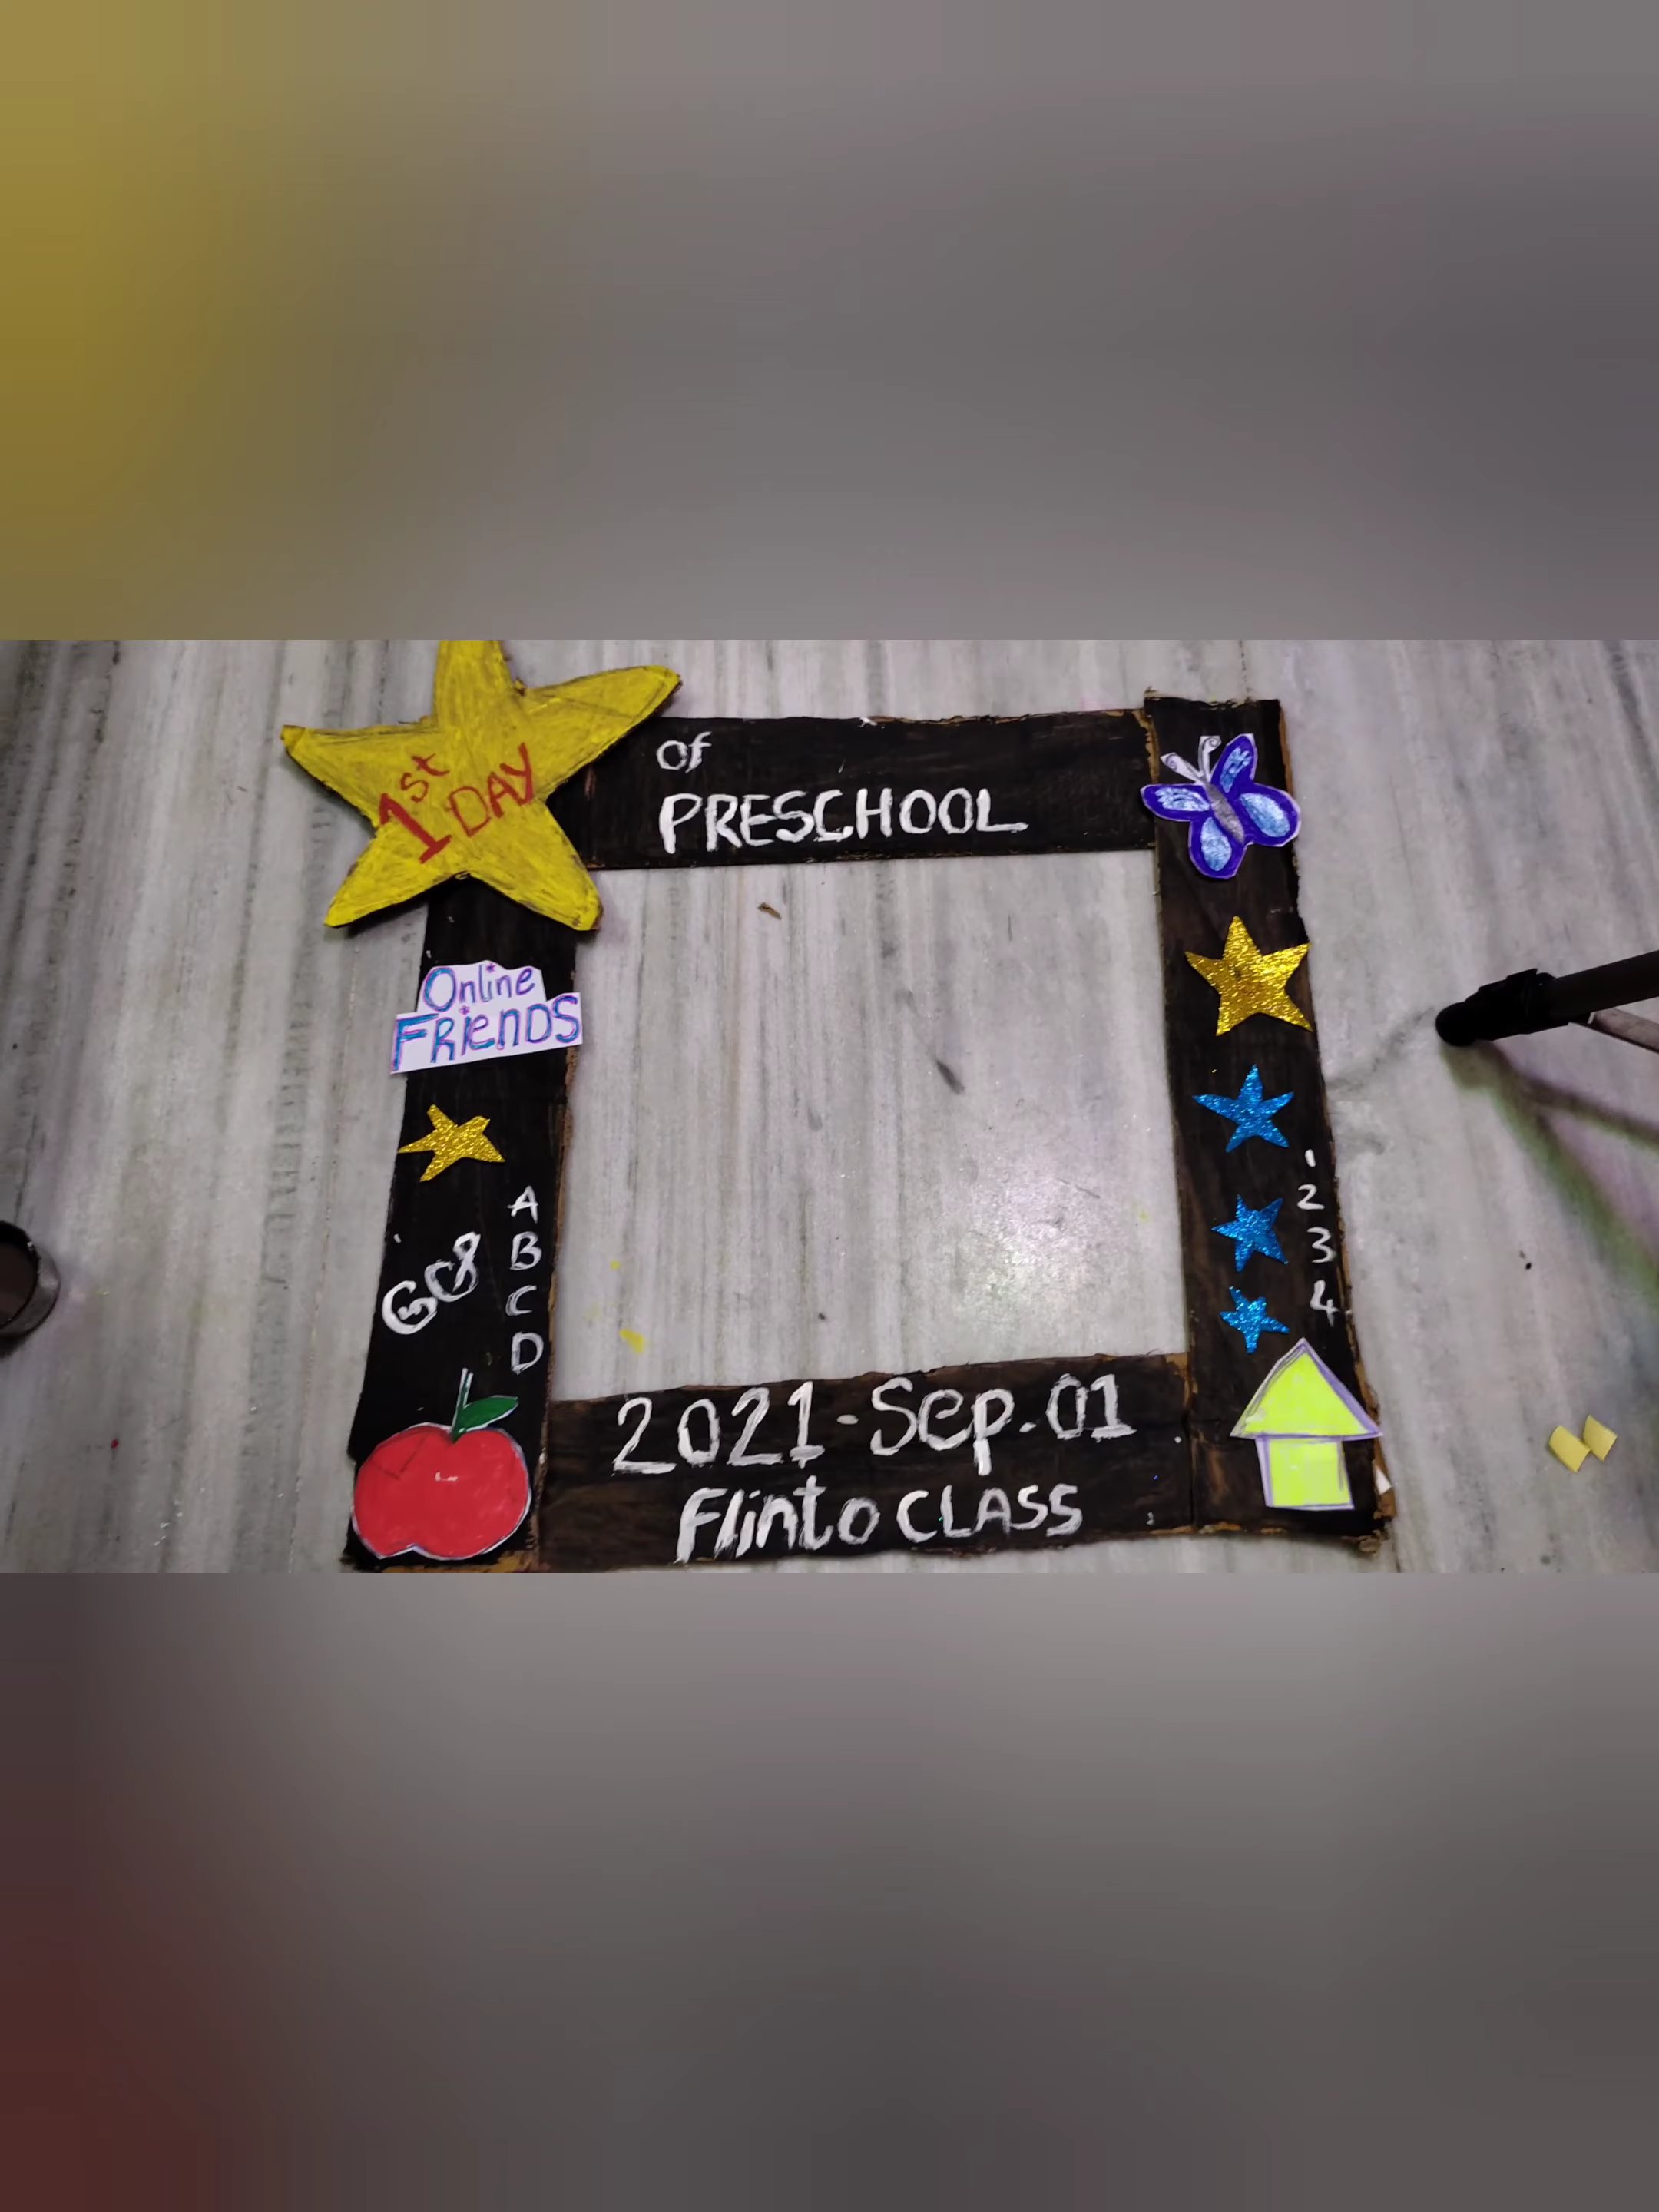 1st
DAY
of
PRESCHOOL
Online
FRiENDS
A
B
C
D
1
2
3
4
2021-Sep.01
Flinto CLASS